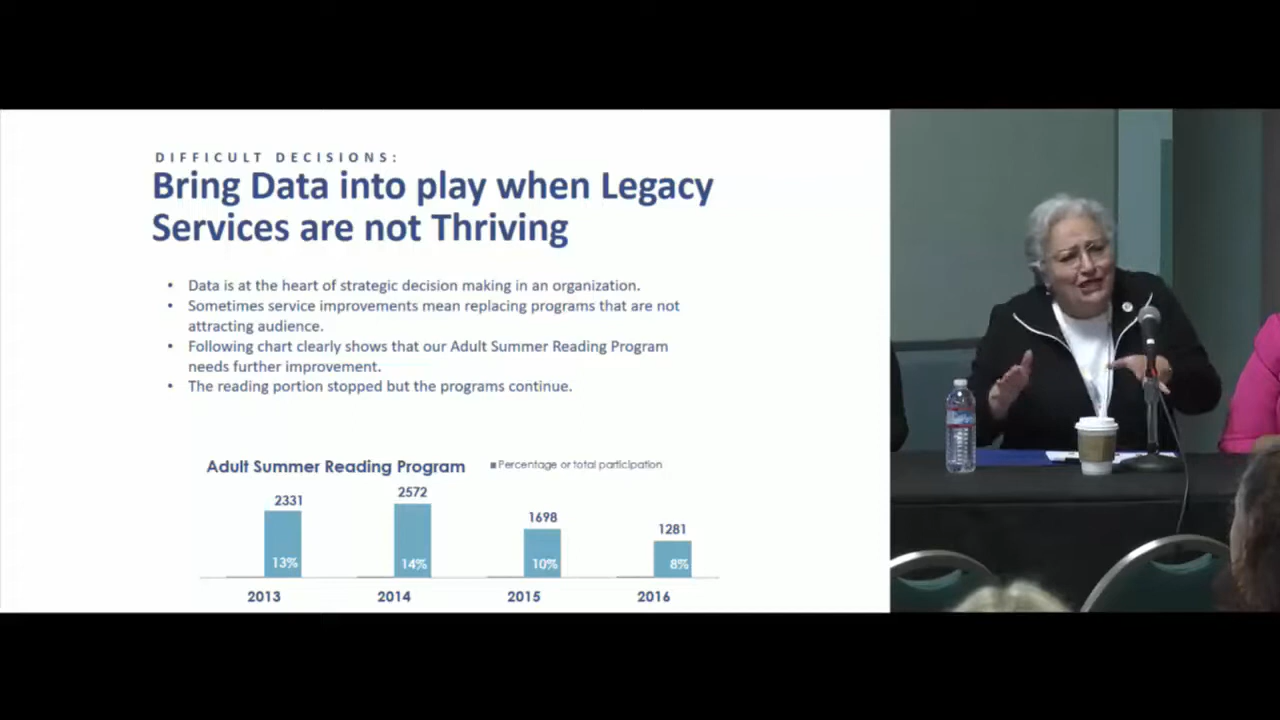 DIFFICULT DECISIONS:
Bring Data into play when Legacy
Services are not Thriving
• Data is at the heart of strategic decision making in an organization.
• Sometimes service improvements mean replacing programs that are not
attracting audience.
• Following chart clearly shows that our Adult Summer Reading Program
needs further improvement.
• The reading portion stopped but the programs continue.
Adult Summer Reading Program
Percentage or total participation
2331 2572 1698 1281
13% 14% 10% 8%
2013 2014 2015 2016